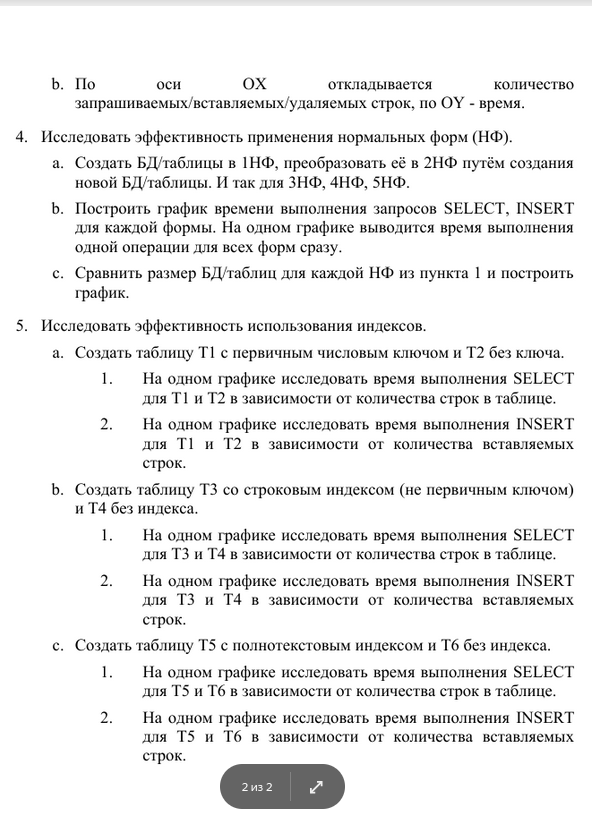 b. По оси OX откладывается количество
запрашиваемых/вставляемых/удаляемых строк, по OY - время.
4. Исследовать эффективность применения нормальных форм (НФ).
a. Создать БД/таблицы в 1НФ, преобразовать её в 2НФ путём создания
новой БД/таблицы. И так для 3НФ, 4НФ, 5НФ.
b. Построить график времени выполнения запросов SELECT, INSERT
для каждой формы. На одном графике выводится время выполнения
одной операции для всех форм сразу.
c. Сравнить размер БД/таблиц для каждой НФ из пункта 1 и построить
график.
5. Исследовать эффективность использования индексов.
a. Создать таблицу T1 с первичным числовым ключом и T2 без ключа.
1. На одном графике исследовать время выполнения SELECT
для T1 и T2 в зависимости от количества строк в таблице.
2. На одном графике исследовать время выполнения INSERT
для T1 и T2 в зависимости от количества вставляемых
строк.
b. Создать таблицу T3 со строковым индексом (не первичным ключом)
и T4 без индекса.
1. На одном графике исследовать время выполнения SELECT
для T3 и T4 в зависимости от количества строк в таблице.
2. На одном графике исследовать время выполнения INSERT
для T3 и T4 в зависимости от количества вставляемых
строк.
c. Создать таблицу T5 с полнотекстовым индексом и T6 без индекса.
1. На одном графике исследовать время выполнения SELECT
для T5 и T6 в зависимости от количества строк в таблице.
2. На одном графике исследовать время выполнения INSERT
для T5 и T6 в зависимости от количества вставляемых
строк.
2 из 2